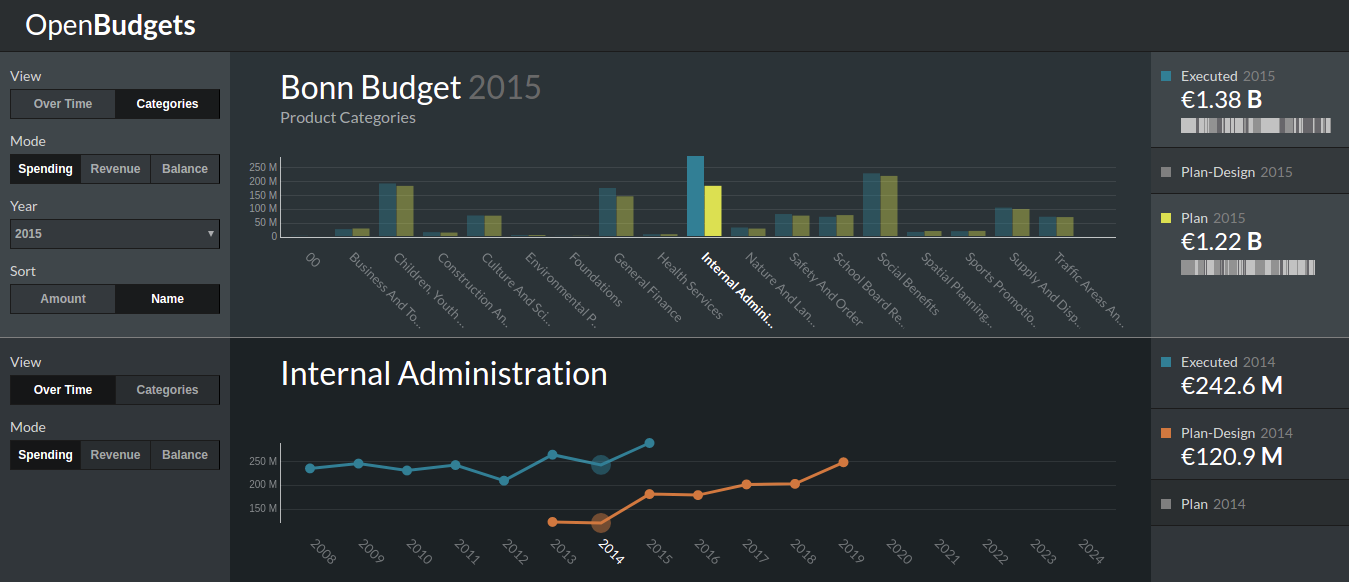 OpenBudgets
View
Over Time Categories
Mode
Spending Revenue Balance
Year
2015
Sort
Amount Name
Bonn Budget 2015
Product Categories
250 M
200 M
150 M
100 M
50 M
0
00
Business And To...
Children, Youth ...
Construction, An..
Culture And Sci...
Environmental P..
Foundations
General Finance
Health Services
Internal Admini...
Nature And Lan...
Safety And Order
School Board Re..
Social Benefits
Spatial Planning...
Sports Promotio..
Supply And Disp..
Traffic Areas An...
Executed 2015
€1.38 B
Plan-Design 2015
Plan 2015
€1.22 B
View
Over Time Categories
Mode
Spending Revenue Balance
Internal Administration
250 M
200 M
150 M
2008
2009
2010
2011
2012
2013
2014
2015
2016
2017
2018
2019
2020
2021
2022
2023
2024
Executed 2014
€242.6 M
Plan-Design 2014
€120.9 M
Plan 2014